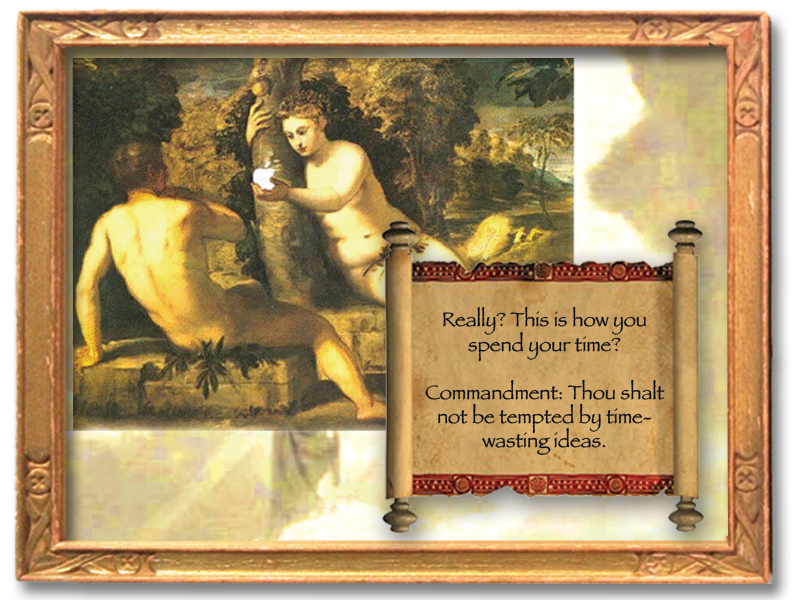 Really? This is how you
spend your time?
Commandment: Thou shalt
not be tempted by time-
wasting ideas.